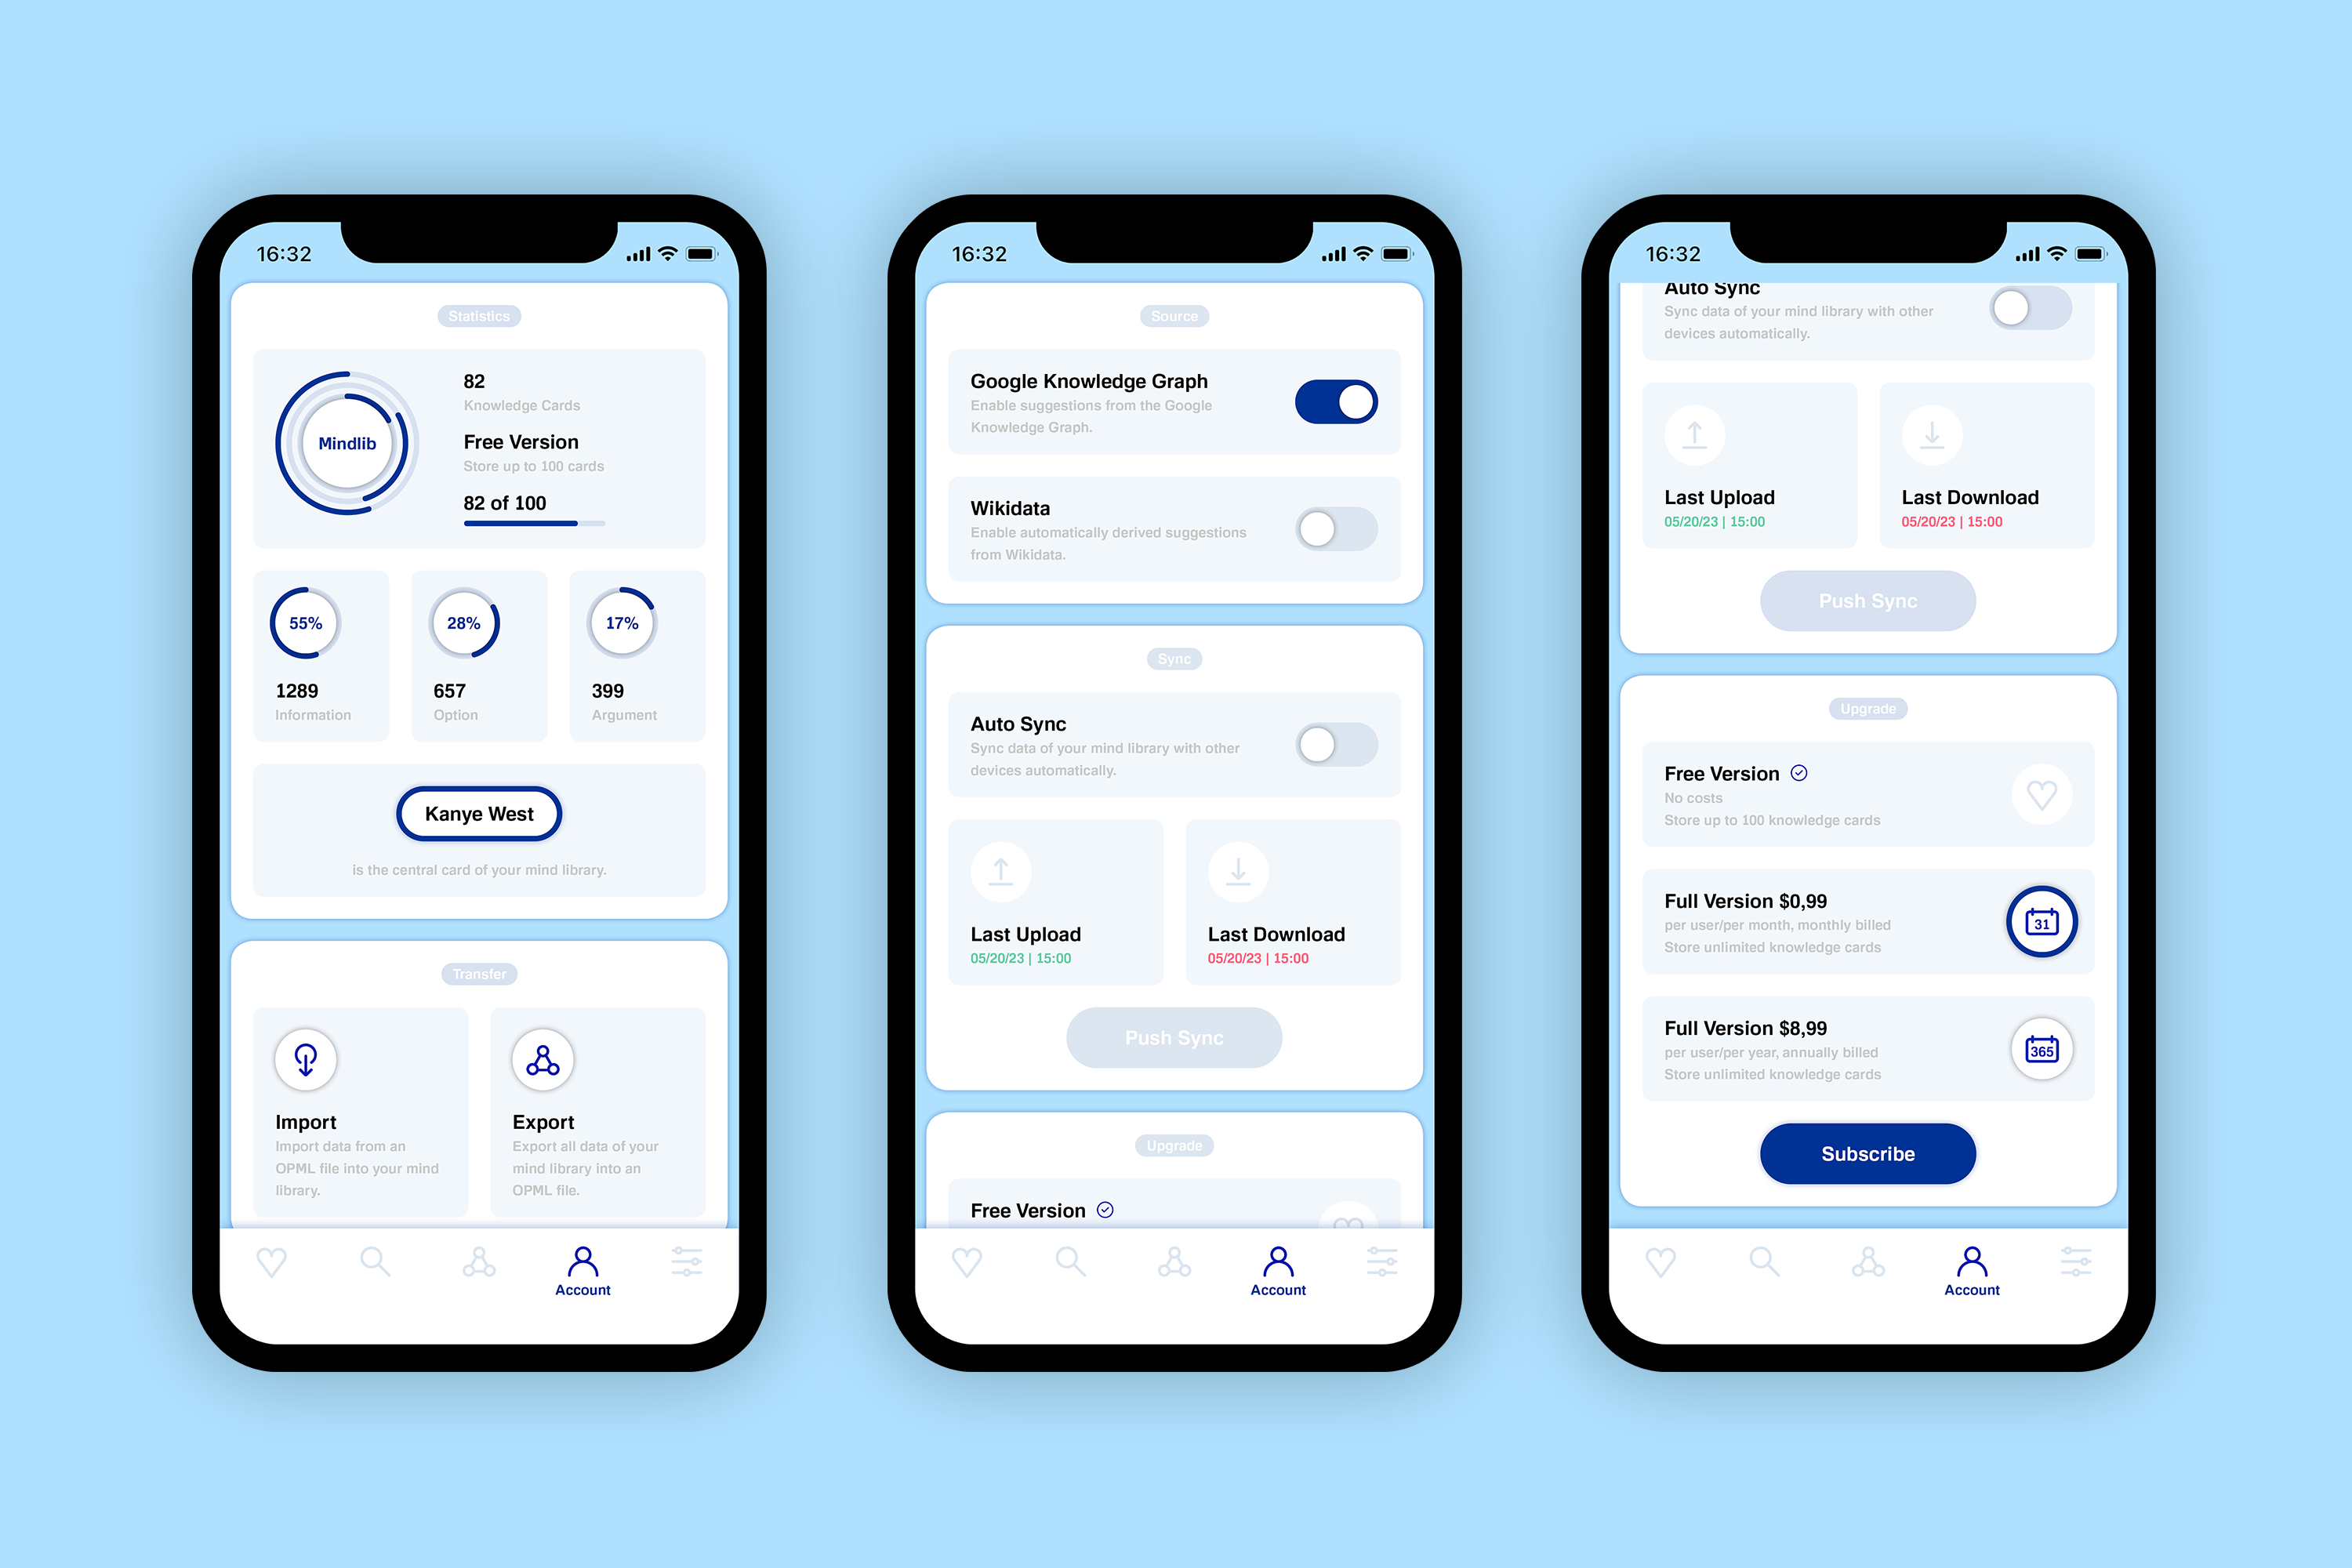 16:32
Statistics
Mindlib
82
Knowledge Cards
Free Version
Store up to 100 cards
82 of 100
55%
1289
Information
28%
657
Option
17%
399
Argument
Kanye West
is the central card of your mind library.
Transfer
Import
Import data from an
OPML file into your mind
library.
Export
Export all data of your
mind library into an
OPML file.
Account
16:32
Source
Google Knowledge Graph
Enable suggestions from the Google
Knowledge Graph.
Wikidata
Enable automatically derived suggestions
from Wikidata.
Sync
Auto Sync
Sync data of your mind library with other
devices automatically.
Last Upload
05/20/23 | 15:00
Last Download
05/20/23 | 15:00
Push Sync
Upgrade
Free Version
Account
16:32
Auto Sync
Sync data of your mind library with other
devices automatically.
Last Upload
05/20/23 | 15:00
Last Download
05/20/23 | 15:00
Push Sync
Upgrade
Free Version
No costs
Store up to 100 knowledge cards
Full Version $0,99
per user/per month, monthly billed
Store unlimited knowledge cards
31
Full Version $8,99
per user/per year, annually billed
Store unlimited knowledge cards
365
Subscribe
Account